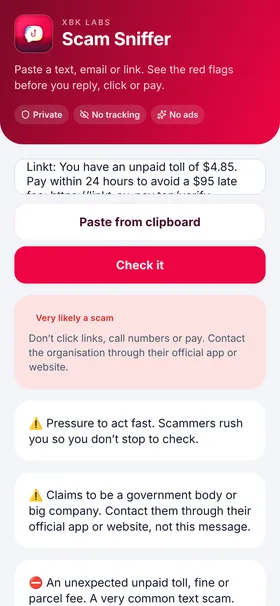 XBK LABS
Scam Sniffer
Paste a text, email or link. See the red flags
before you reply, click or pay.
Private
No tracking
No ads
Linkt: You have an unpaid toll of $4.85.
Pay within 24 hours to avoid a $95 late
Paste from clipboard
Check it
Very likely a scam
Don’t click links, call numbers or pay. Contact
the organisation through their official app or
website.
⚠️ Pressure to act fast. Scammers rush
you so you don’t stop to check.
⚠️ Claims to be a government body or
big company. Contact them through their
official app or website, not this message.
⛔ An unexpected unpaid toll, fine or
parcel fee. A very common text scam.